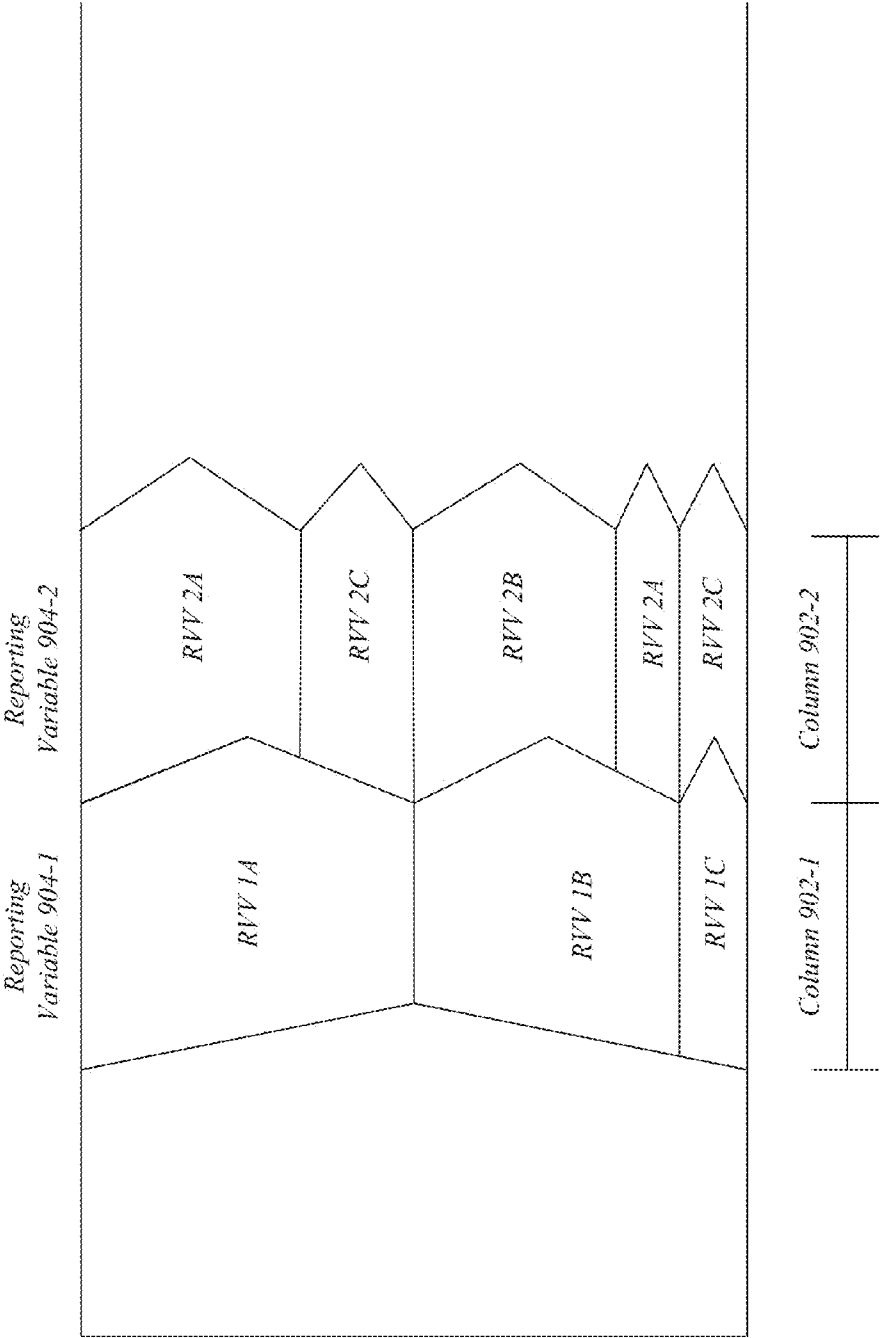 Reporting
Variable 904-1
Reporting
Variable 904-2
RVV 1A
RVV 2A
RVV 2C
RVV 1B
RVV 2B
RVV 2A
RVV 1C
RVV 2C
Column 902-1
Column 902-2